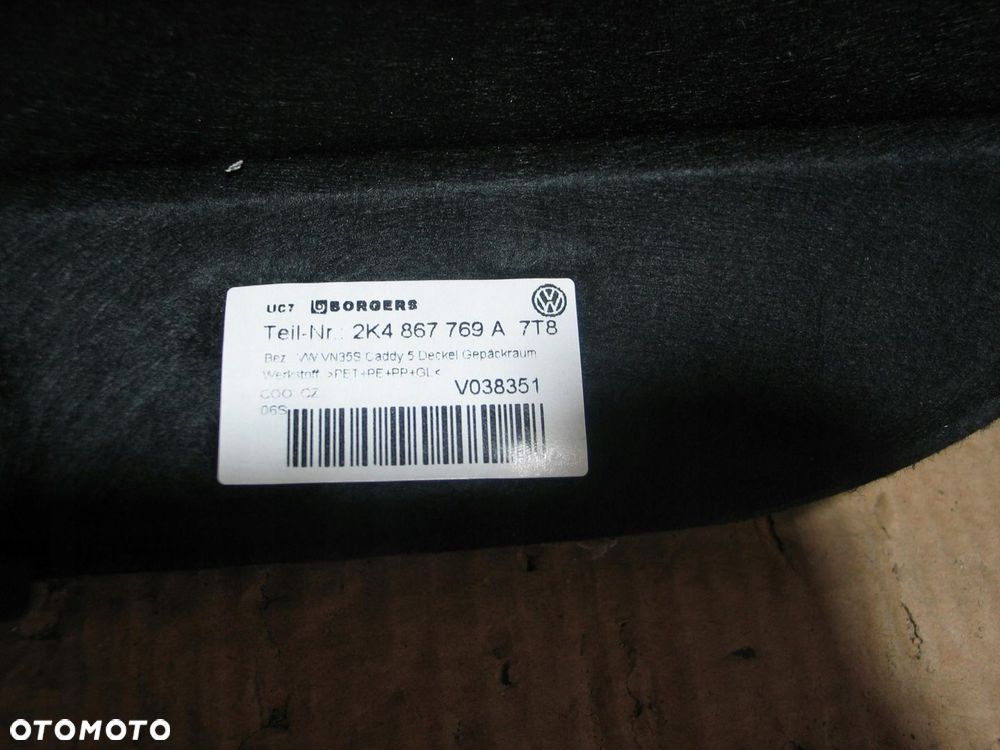 UC7 BORGERS
Teil-Nr.: 2K4 867 769 A 7T8
Bez. VW VN35S Caddy 5 Deckel Gepäckraum
Werkstoff >PET+PE+PP+GL<
COO CZ V038351
06S
OTOMOTO